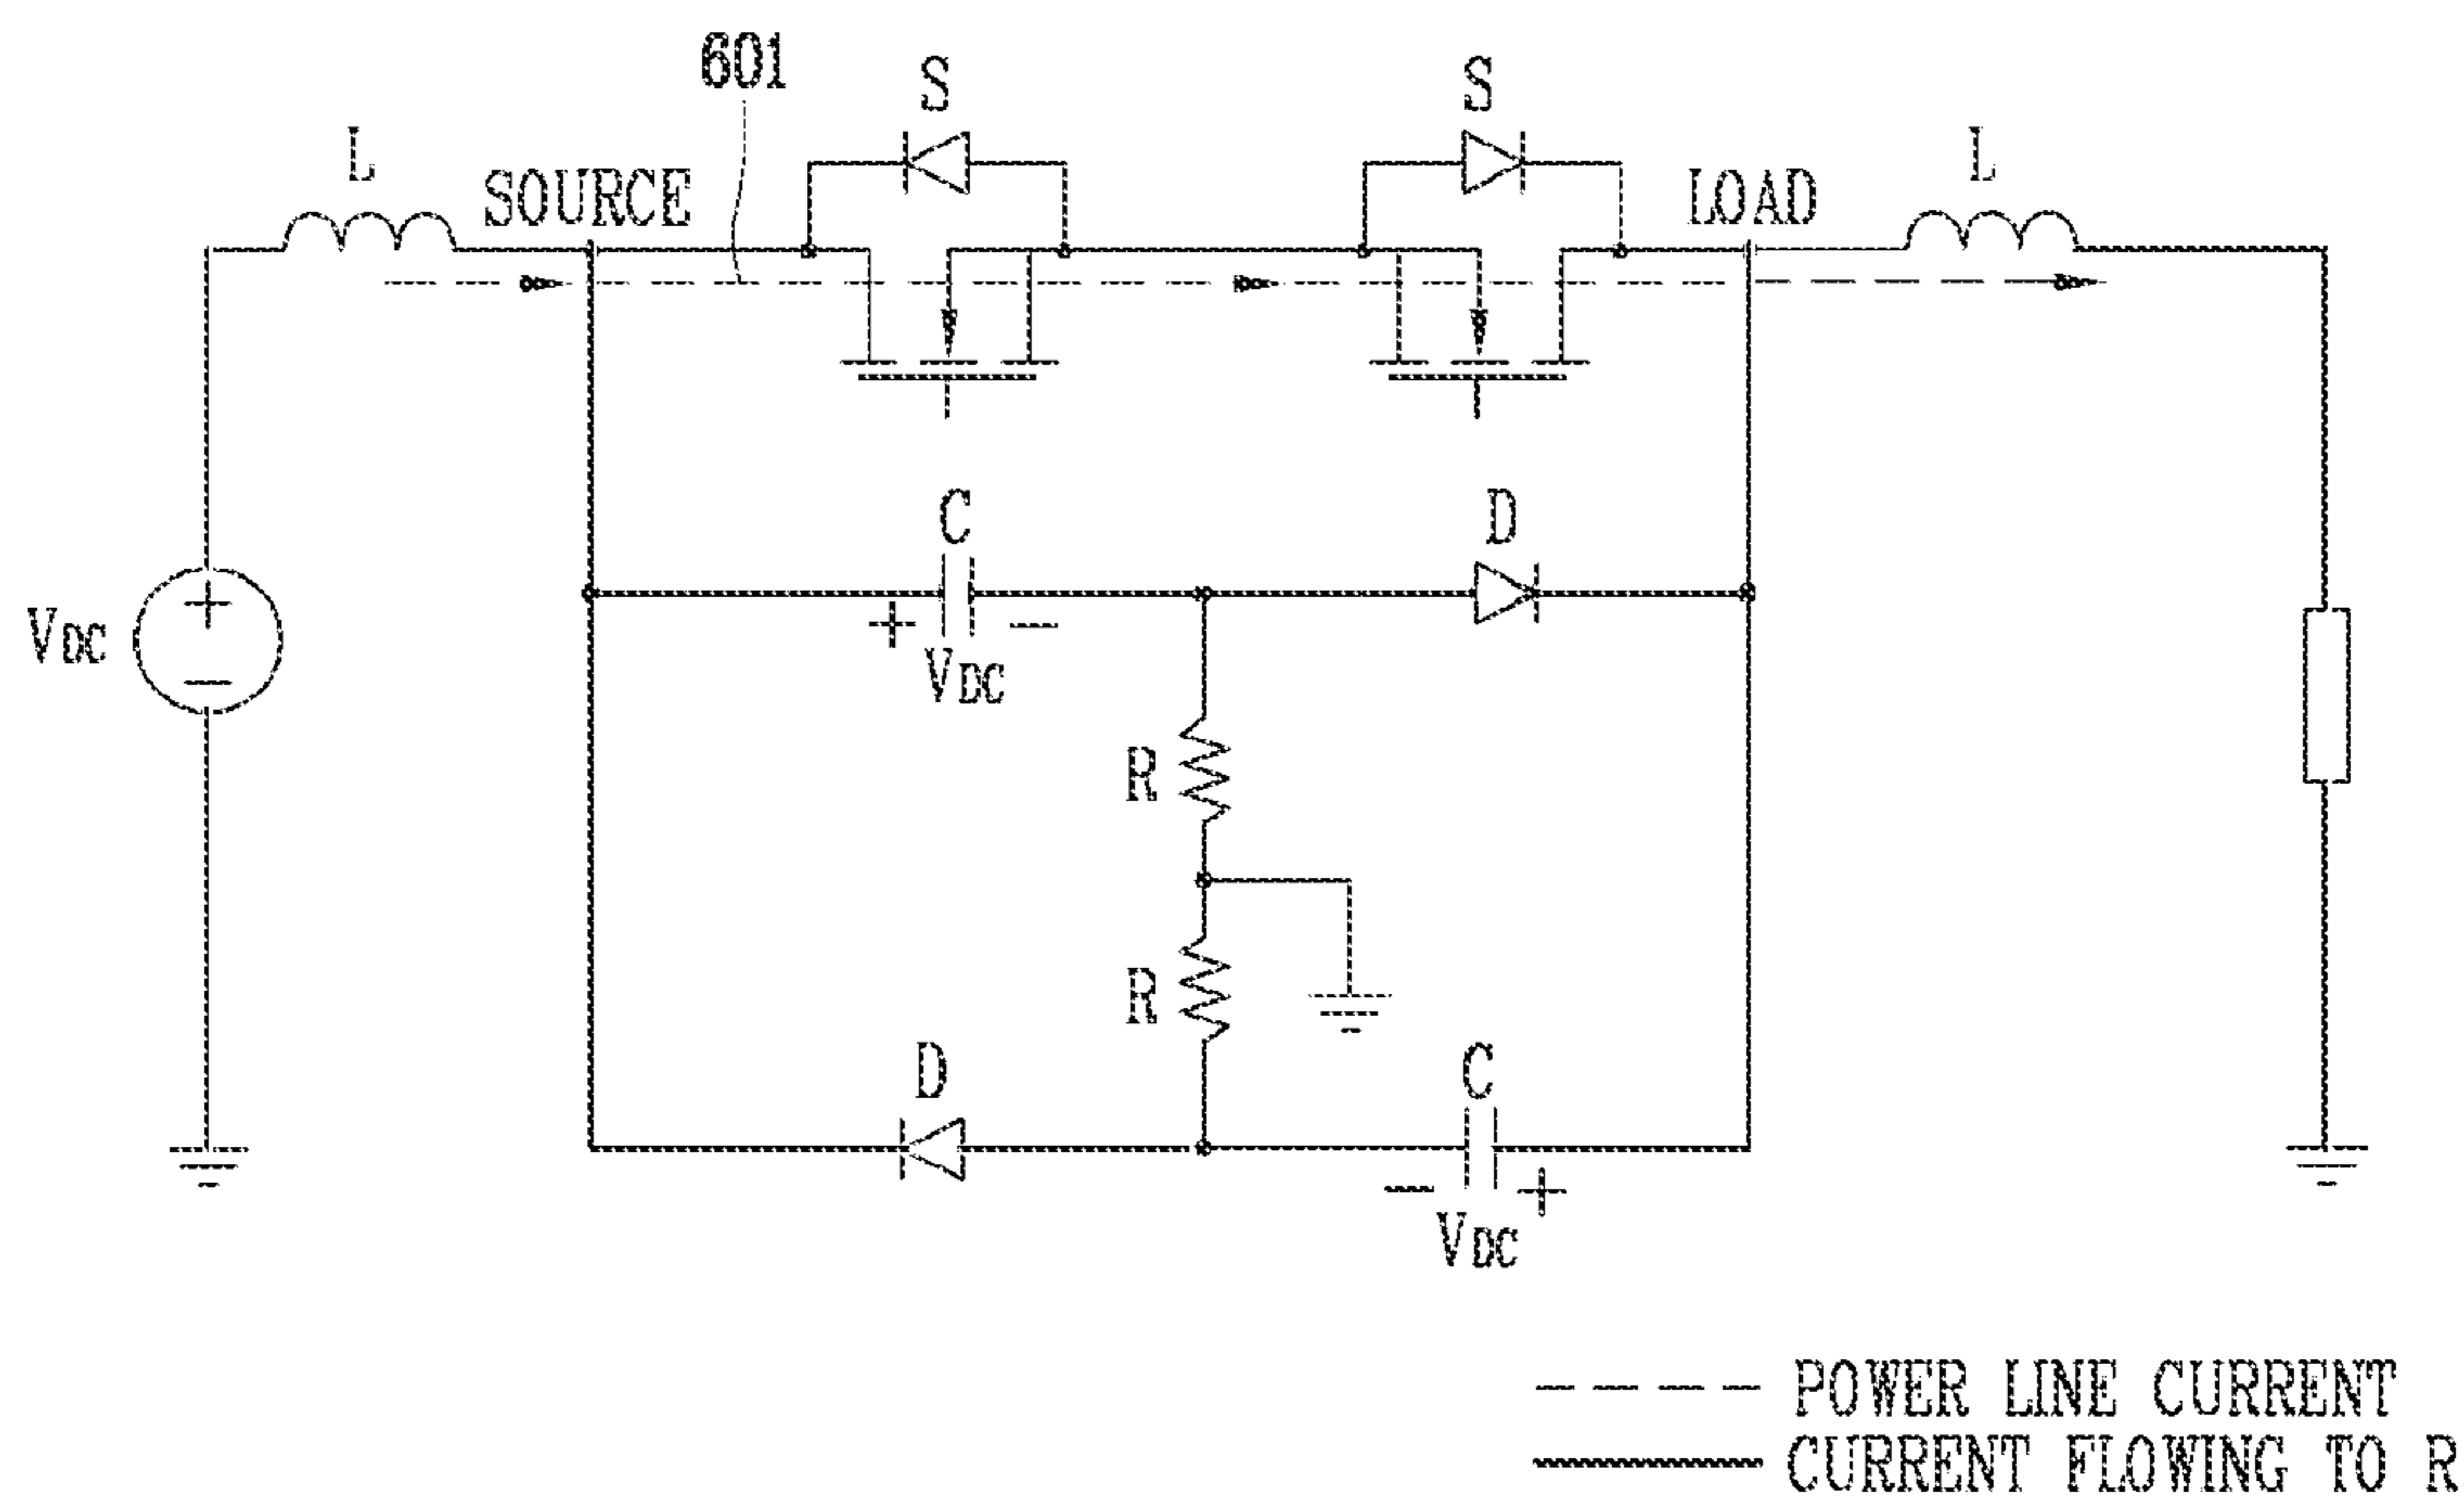 601
S
S
L
SOURCE
LOAD
L
C
D
+
VDC
+ −
−
VDC
R
R
D
C
− +
VDC
POWER LINE CURRENT
CURRENT FLOWING TO R